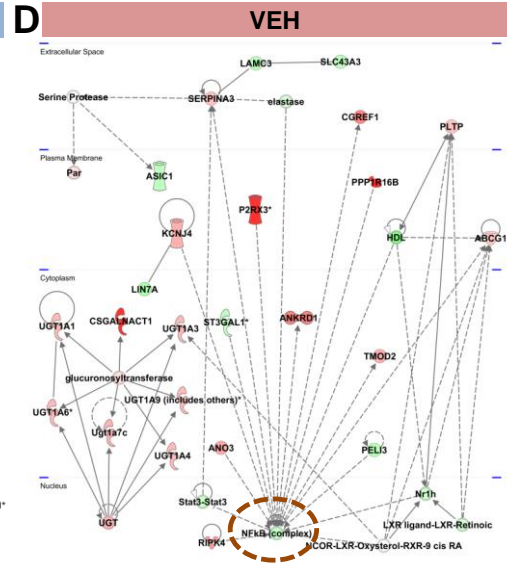 D
VEH
Extracellular Space
LAMC3
SLC43A3
Serine Protease
SERPINA3
elastase
CGREF1
PLTP
Plasma Membrane
Par
ASIC1
PPP1R16B
P2RX3*
KCNJ4
HDL
ABCG1
Cytoplasm
LIN7A
UGT1A1
CSGALNACT1
UGT1A3
ST3GAL1*
ANKRD1
TMOD2
glucuronosyltransferase
UGT1A9 (includes others)*
UGT1A6*
Ugt1a7c
UGT1A4
ANO3
PELI3
Nucleus
Stat3-Stat3
Nr1h
UGT
RIPK4
NFkB (complex)
LXR ligand-LXR-Retinoic
NCOR-LXR-Oxysterol-RXR-9 cis RA